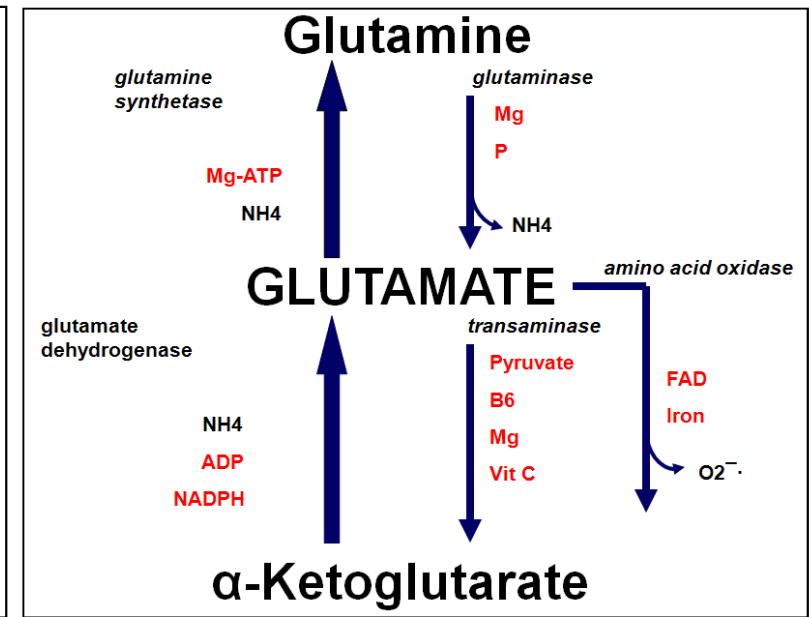 Glutamine
glutamine
synthetase
glutaminase
Mg
P
Mg-ATP
NH4
NH4
GLUTAMATE
amino acid oxidase
glutamate
dehydrogenase
transaminase
Pyruvate
B6
Mg
Vit C
FAD
Iron
NH4
ADP
NADPH
O2⁻·
α-Ketoglutarate